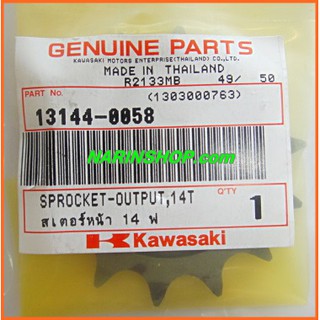 GENUINE PARTS
KAWASAKI MOTORS ENTERPRISE(THAILAND)CO.,LTD.
MADE IN THAILAND
R2133MB 49/ 50
PART No. (1303000763)
13144-0058
NARINSHOP.com
SPROCKET-OUTPUT,14T
สเตอร์หน้า 14 ฟ
Q'TY
1
Kawasaki